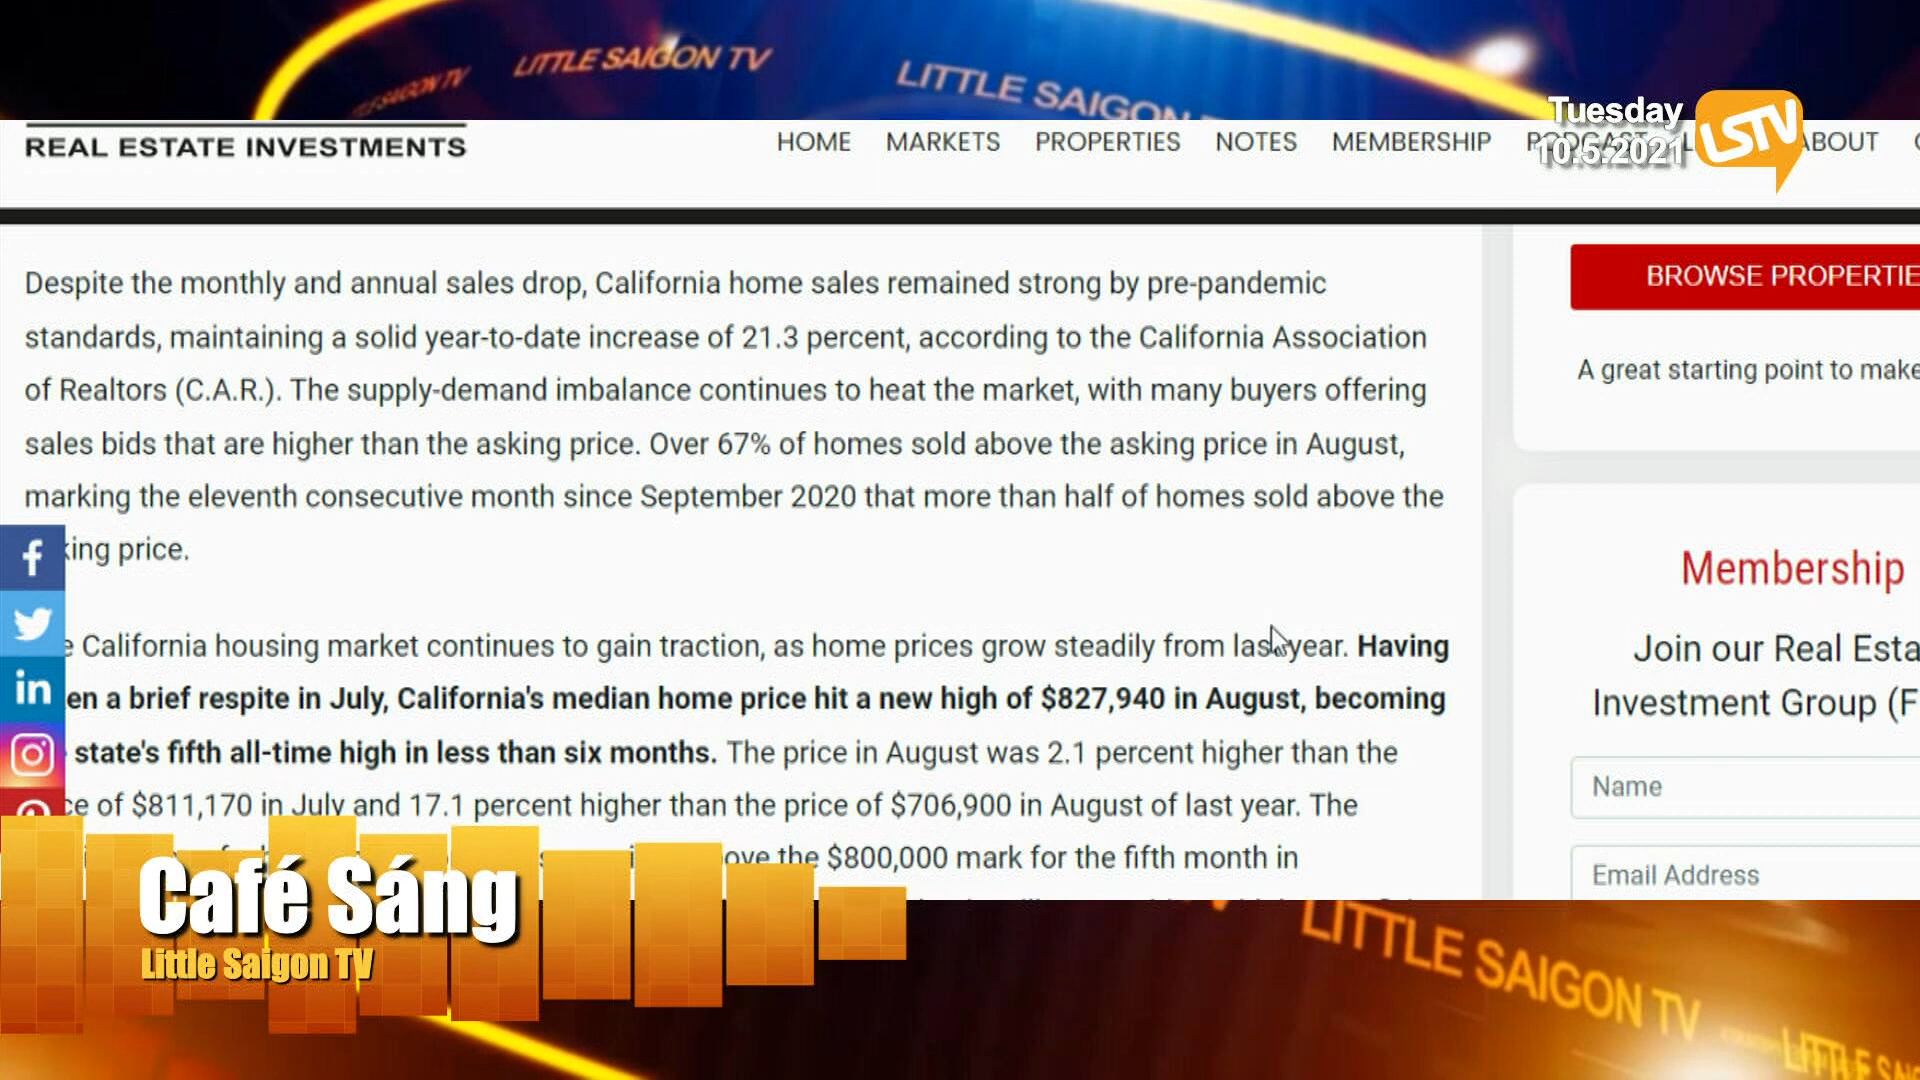 LITTLE SAIGON TV
LITTLE SAIGON TV
LITTLE SAIGON
Tuesday
10.5.2021
LSTV
REAL ESTATE INVESTMENTS
HOME MARKETS PROPERTIES NOTES MEMBERSHIP PODCAST ABOUT
Despite the monthly and annual sales drop, California home sales remained strong by pre-pandemic
standards, maintaining a solid year-to-date increase of 21.3 percent, according to the California Association
of Realtors (C.A.R.). The supply-demand imbalance continues to heat the market, with many buyers offering
sales bids that are higher than the asking price. Over 67% of homes sold above the asking price in August,
marking the eleventh consecutive month since September 2020 that more than half of homes sold above the
king price.
e California housing market continues to gain traction, as home prices grow steadily from last year. Having
en a brief respite in July, California's median home price hit a new high of $827,940 in August, becoming
state's fifth all-time high in less than six months. The price in August was 2.1 percent higher than the
ce of $811,170 in July and 17.1 percent higher than the price of $706,900 in August of last year. The
ove the $800,000 mark for the fifth month in
BROWSE PROPERTIE
A great starting point to make
Membership
Join our Real Esta
Investment Group (F
Name
Email Address
f
in
Café Sáng
Little Saigon TV
LITTLE SAIGON TV
LITTLE SAIG